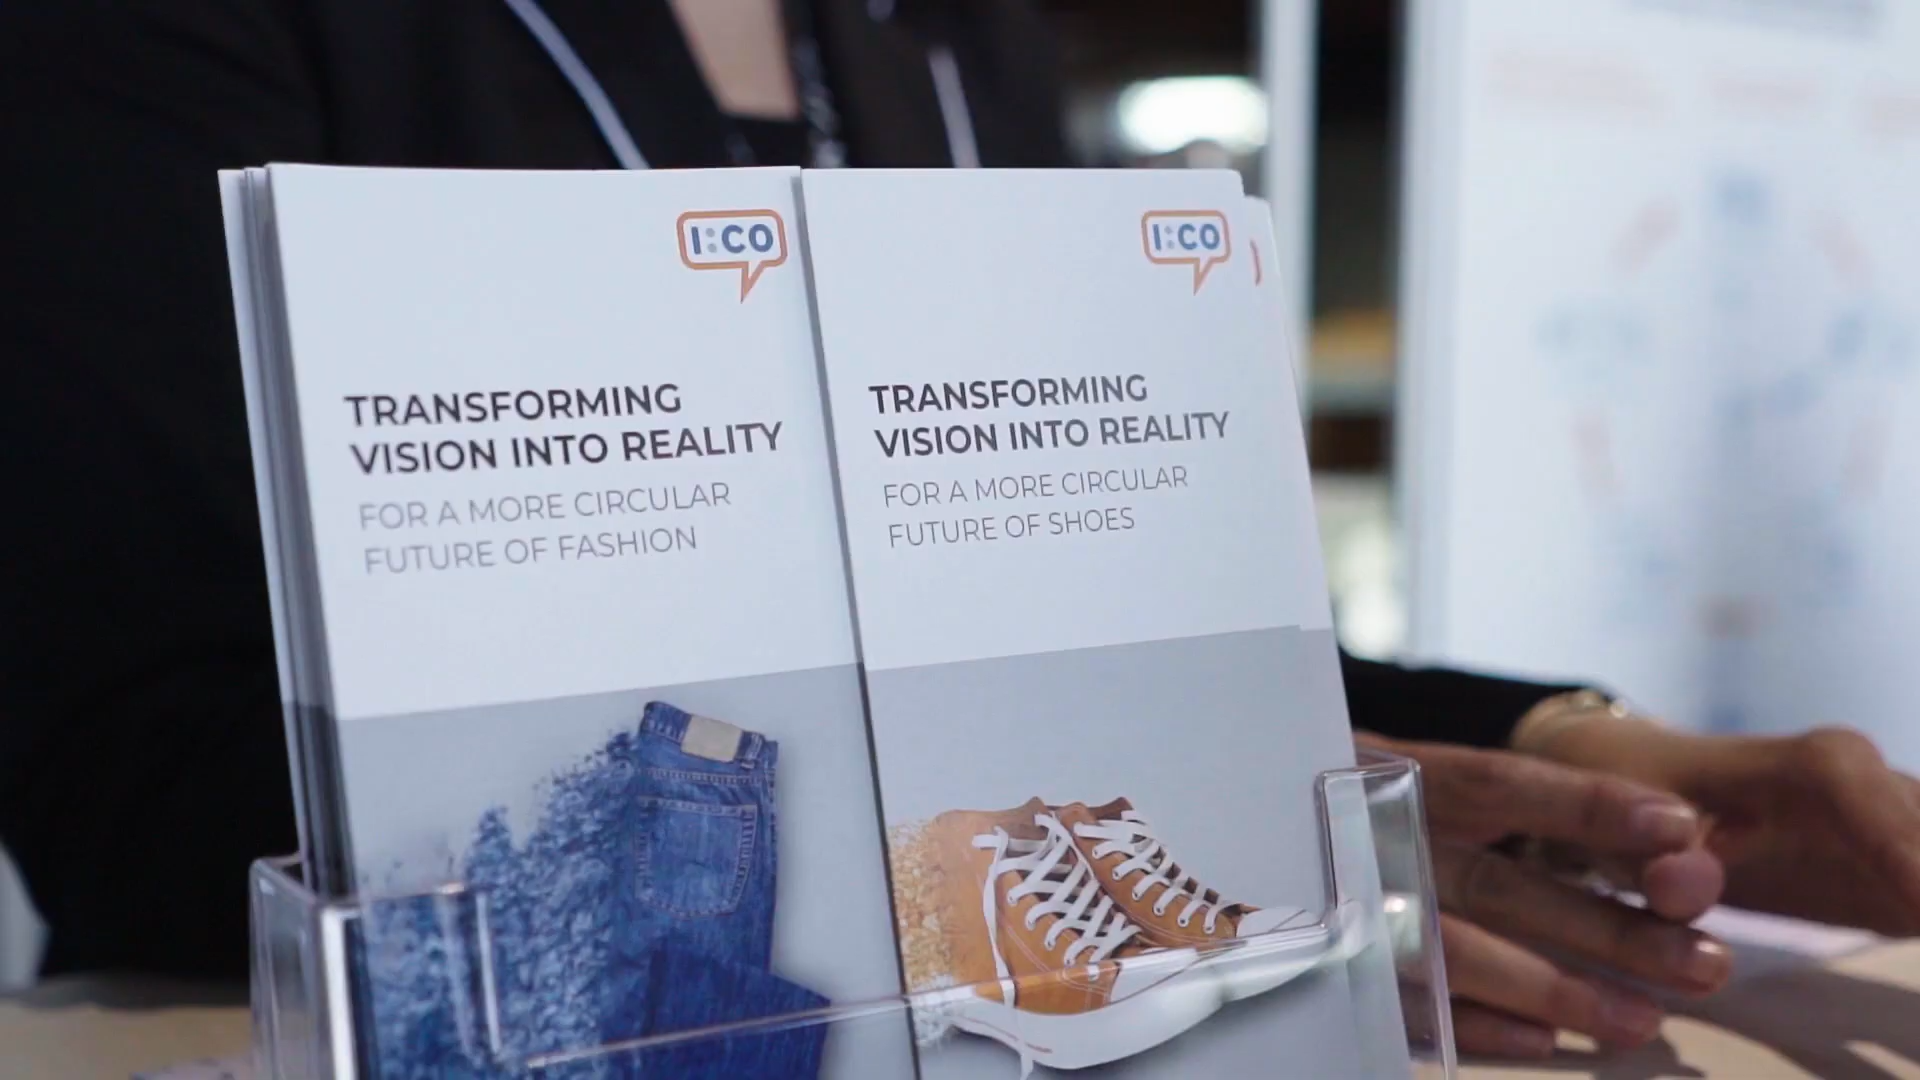 I:CO
TRANSFORMING
VISION INTO REALITY
FOR A MORE CIRCULAR
FUTURE OF FASHION
I:CO
TRANSFORMING
VISION INTO REALITY
FOR A MORE CIRCULAR
FUTURE OF SHOES